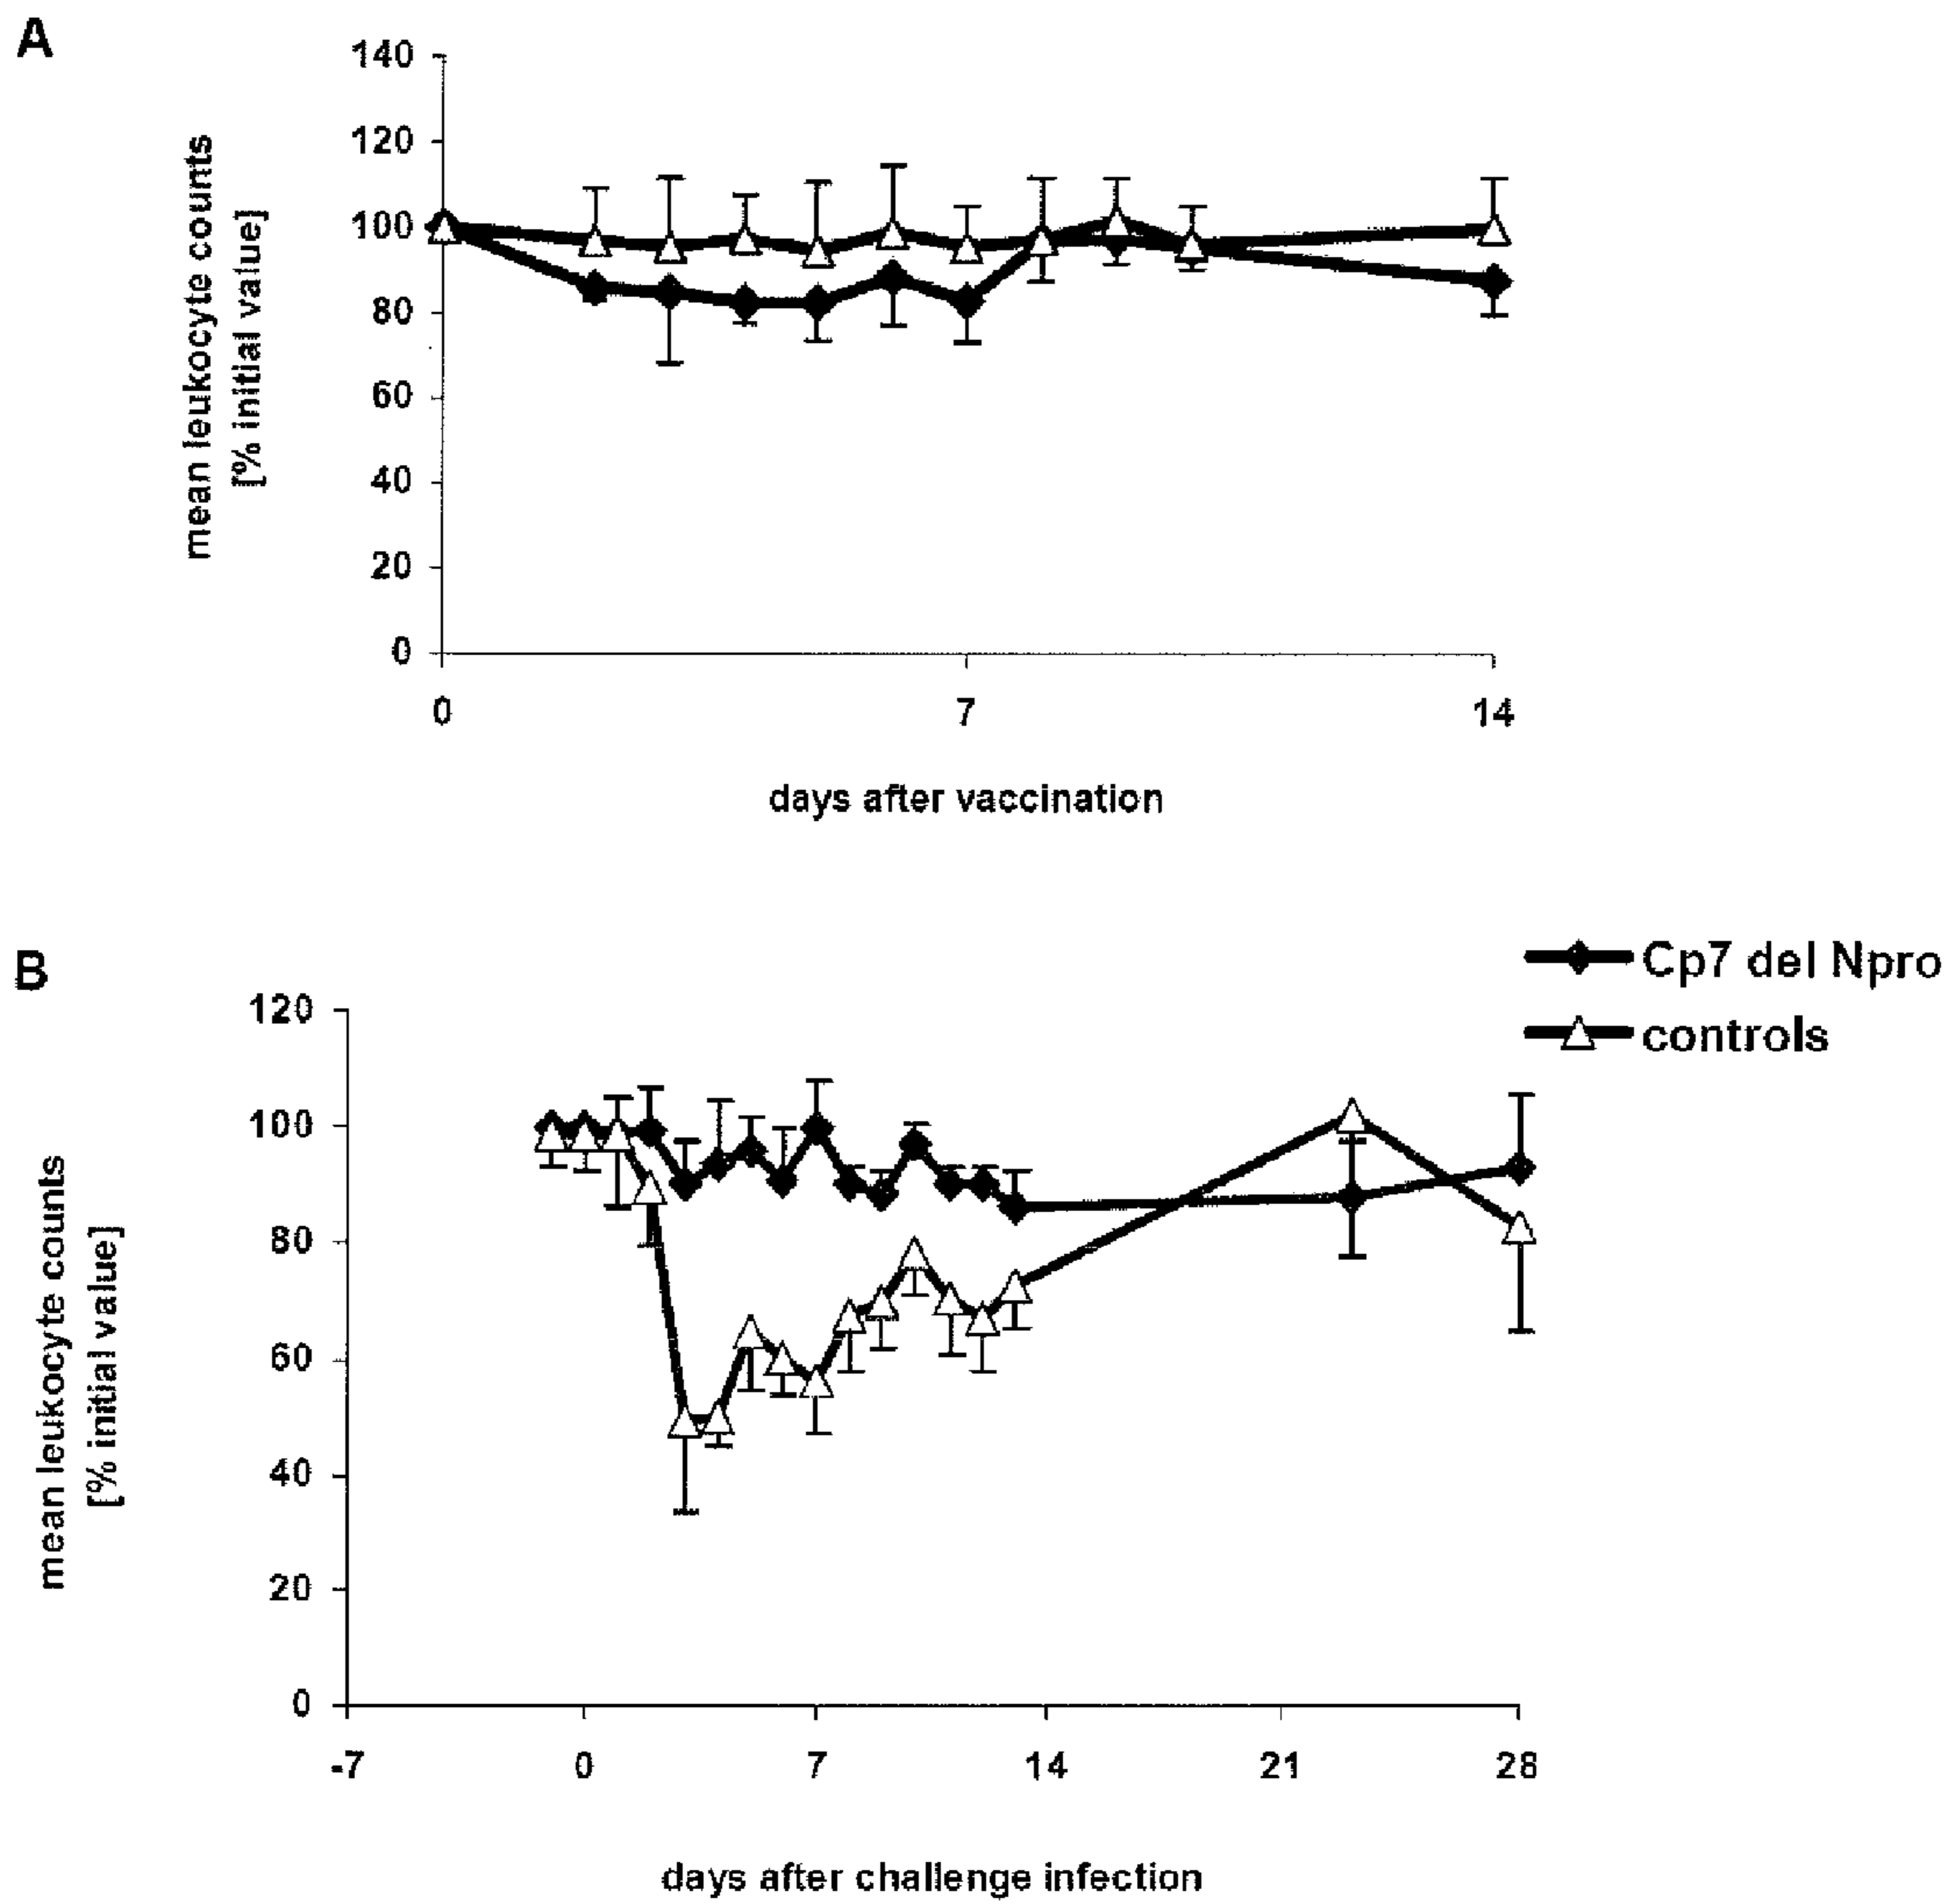 A
140
120
100
80
60
40
20
0
mean leukocyte counts
[% initial value]
0 7 14
days after vaccination
B
Cp7 del Npro
controls
120
100
80
60
40
20
0
mean leukocyte counts
[% initial value]
-7 0 7 14 21 28
days after challenge infection